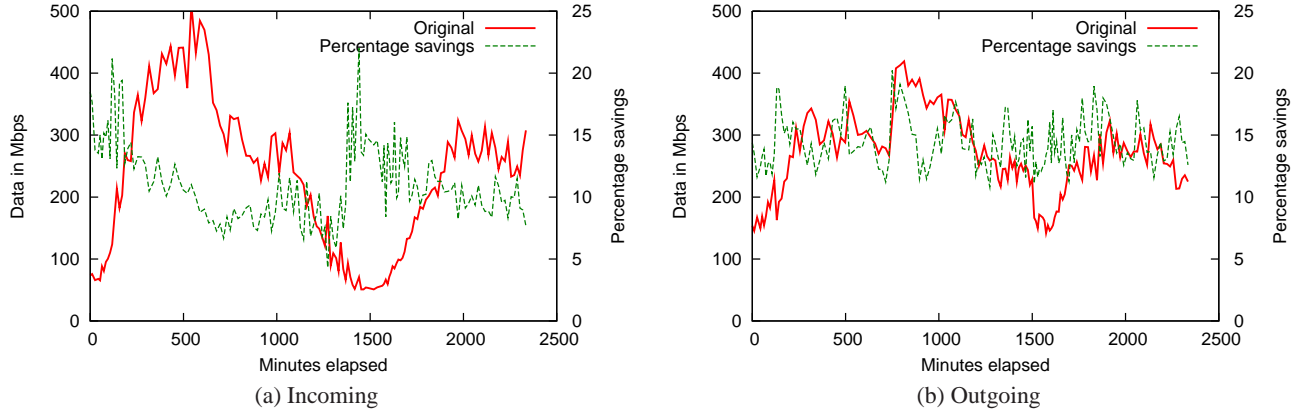 500
400
300
200
100
0
Data in Mbps
25
20
15
10
5
0
Percentage savings
0 500 1000 1500 2000 2500
Minutes elapsed
Original
Percentage savings
(a) Incoming
500
400
300
200
100
0
Data in Mbps
25
20
15
10
5
0
Percentage savings
0 500 1000 1500 2000 2500
Minutes elapsed
Original
Percentage savings
(b) Outgoing